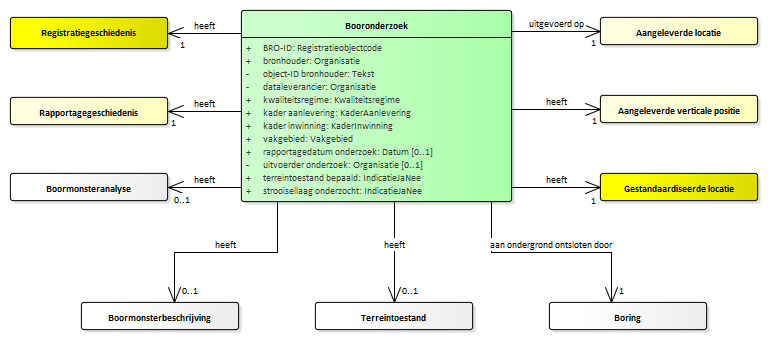 Registratiegeschiedenis
heeft
1
Rapportagegeschiedenis
heeft
1
Boormonsteranalyse
heeft
0..1
Booronderzoek
+ BRO-ID: Registratieobjectcode
+ bronhouder: Organisatie
- object-ID bronhouder: Tekst
- dataleverancier: Organisatie
+ kwaliteitsregime: Kwaliteitsregime
+ kader aanlevering: KaderAanlevering
+ kader inwinning: KaderInwinning
+ vakgebied: Vakgebied
+ rapportagedatum onderzoek: Datum [0..1]
- uitvoerder onderzoek: Organisatie [0..1]
+ terreintoestand bepaald: IndicatieJaNee
+ strooisellaag onderzocht: IndicatieJaNee
uitgevoerd op
1
Aangeleverde locatie
heeft
1
Aangeleverde verticale positie
heeft
1
Gestandaardiseerde locatie
heeft
0..1
Boormonsterbeschrijving
heeft
0..1
Terreintoestand
aan ondergrond ontsloten door
1
Boring